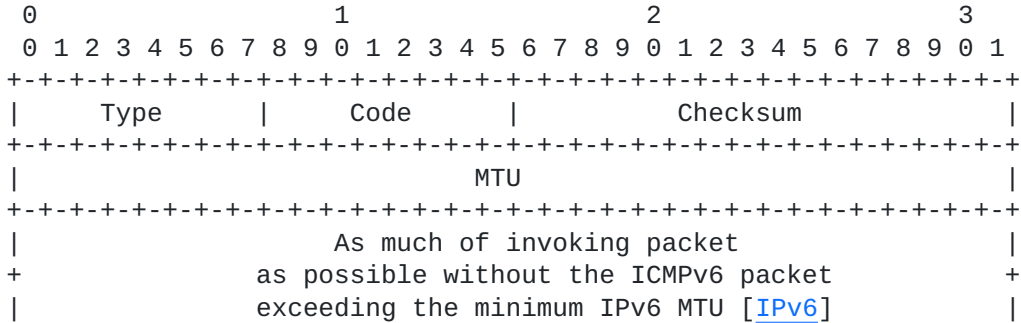 0                   1                   2                   3
 0 1 2 3 4 5 6 7 8 9 0 1 2 3 4 5 6 7 8 9 0 1 2 3 4 5 6 7 8 9 0 1
+-+-+-+-+-+-+-+-+-+-+-+-+-+-+-+-+-+-+-+-+-+-+-+-+-+-+-+-+-+-+-+-+
|     Type      |     Code      |          Checksum             |
+-+-+-+-+-+-+-+-+-+-+-+-+-+-+-+-+-+-+-+-+-+-+-+-+-+-+-+-+-+-+-+-+
|                             MTU                               |
+-+-+-+-+-+-+-+-+-+-+-+-+-+-+-+-+-+-+-+-+-+-+-+-+-+-+-+-+-+-+-+-+
|                    As much of invoking packet                 |
+               as possible without the ICMPv6 packet           +
|               exceeding the minimum IPv6 MTU [IPv6]           |